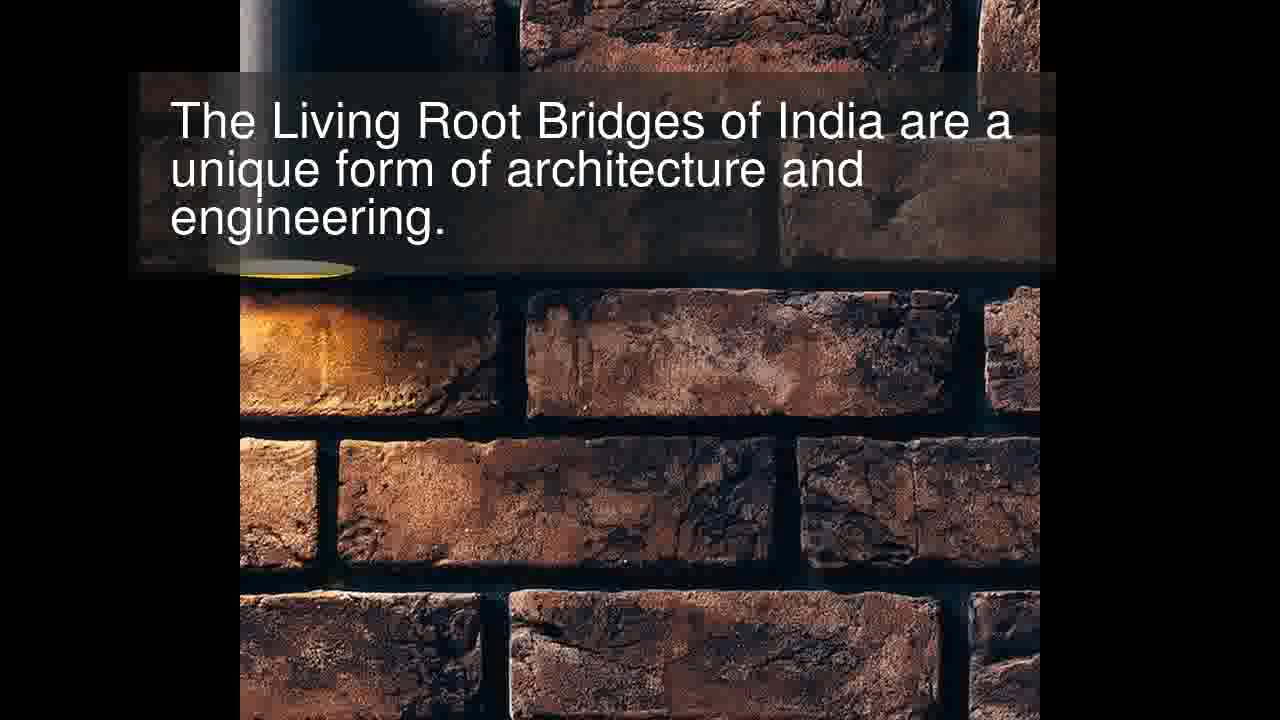 The Living Root Bridges of India are a
unique form of architecture and
engineering.